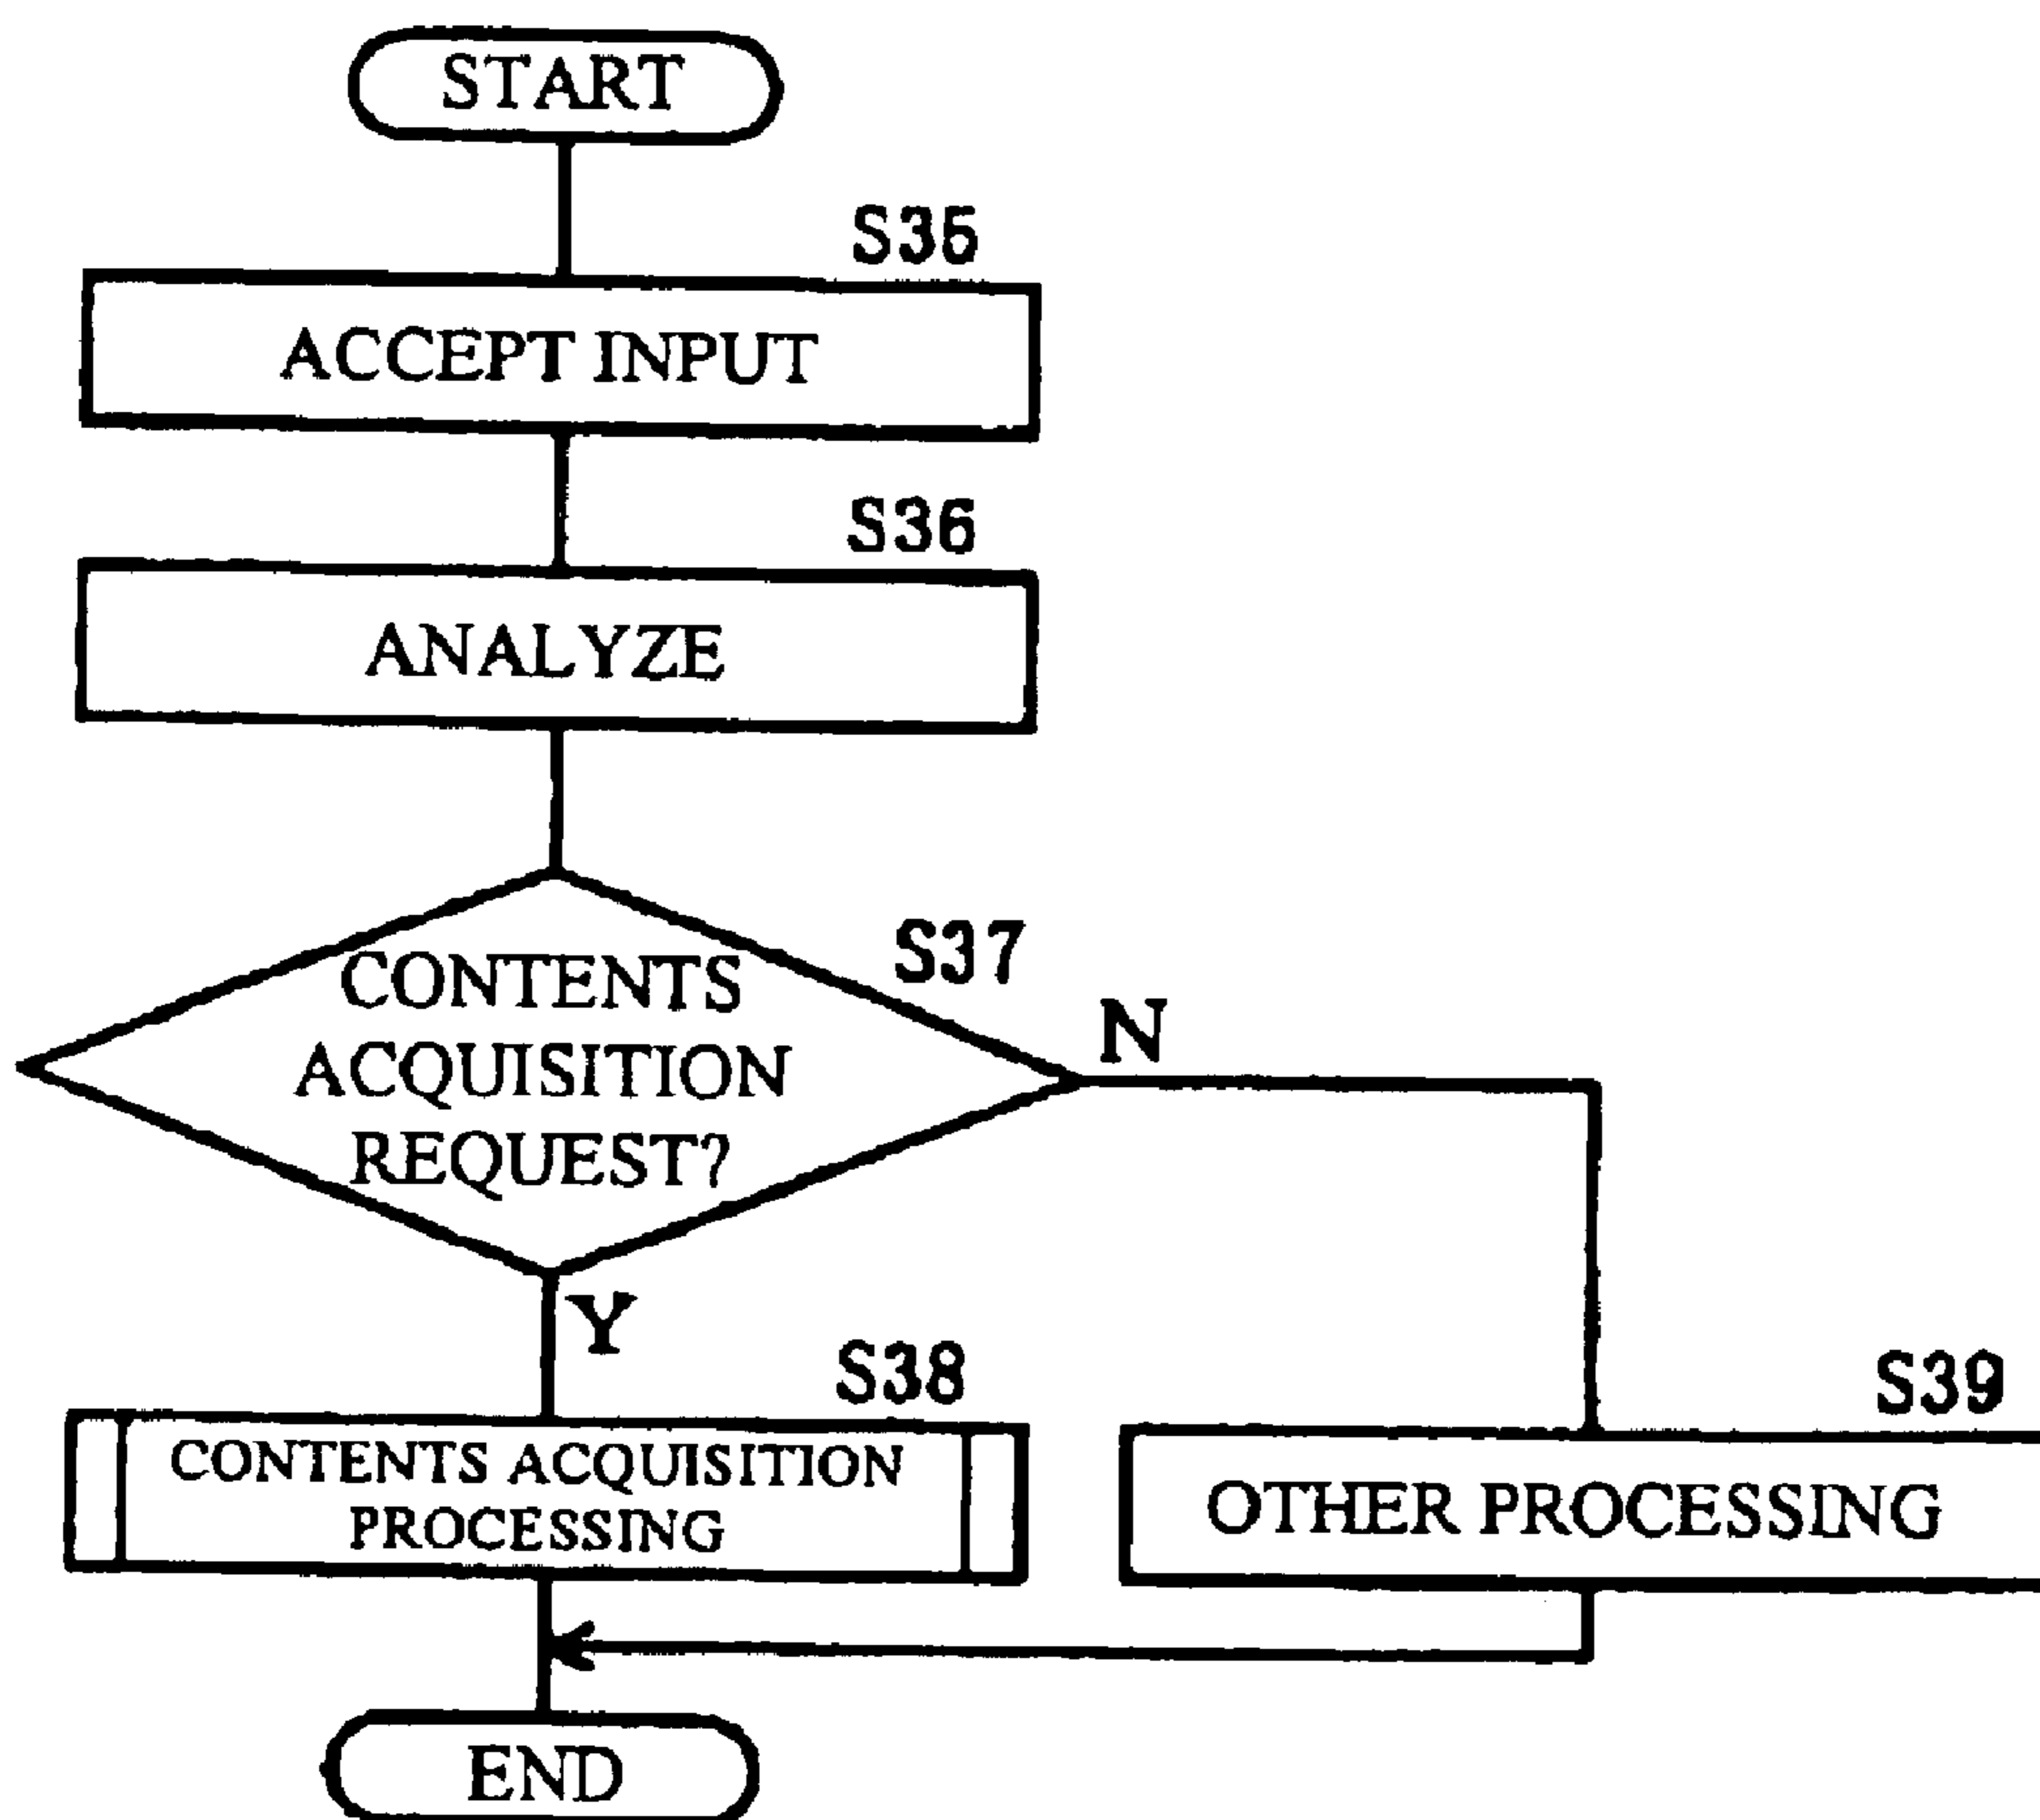 START
S35
ACCEPT INPUT
S36
ANALYZE
S37
CONTENTS
ACQUISITION
REQUEST?
N
Y
S38
CONTENTS ACQUISITION
PROCESSING
S39
OTHER PROCESSING
END